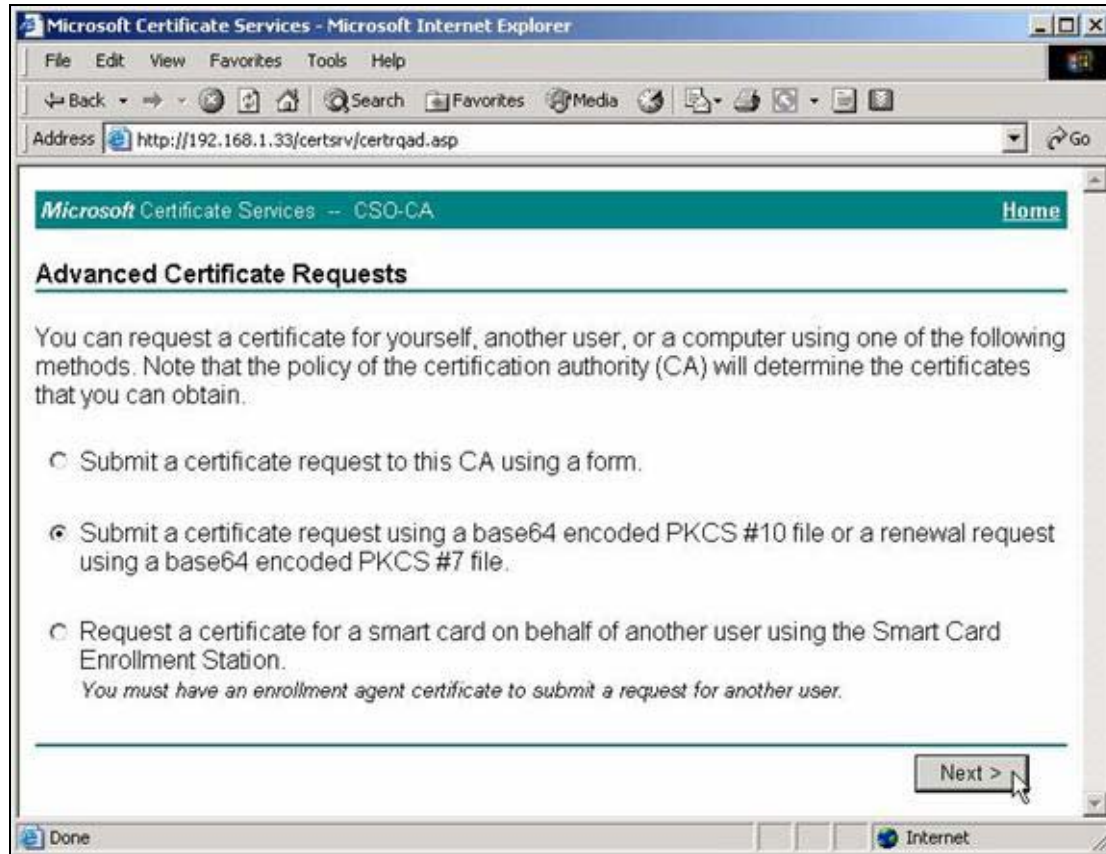 Microsoft Certificate Services - Microsoft Internet Explorer
File Edit View Favorites Tools Help
Back Search Favorites Media
Address http://192.168.1.33/certsrv/certrqad.asp Go
Microsoft Certificate Services -- CSO-CA Home
Advanced Certificate Requests
You can request a certificate for yourself, another user, or a computer using one of the following
methods. Note that the policy of the certification authority (CA) will determine the certificates
that you can obtain.
Submit a certificate request to this CA using a form.
Submit a certificate request using a base64 encoded PKCS #10 file or a renewal request
using a base64 encoded PKCS #7 file.
Request a certificate for a smart card on behalf of another user using the Smart Card
Enrollment Station.
You must have an enrollment agent certificate to submit a request for another user.
Next >
Done Internet